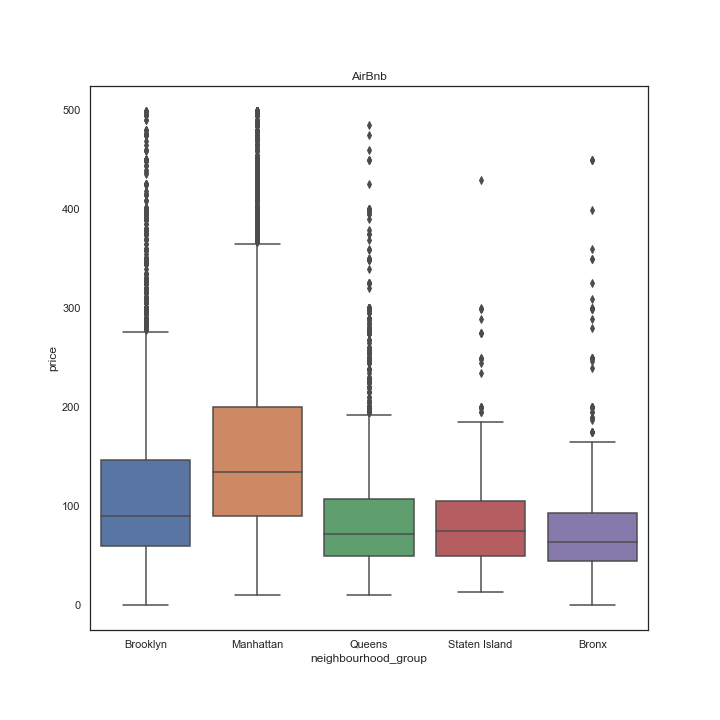 AirBnb
500
400
300
200
100
0
price
Brooklyn Manhattan Queens Staten Island Bronx
neighbourhood_group